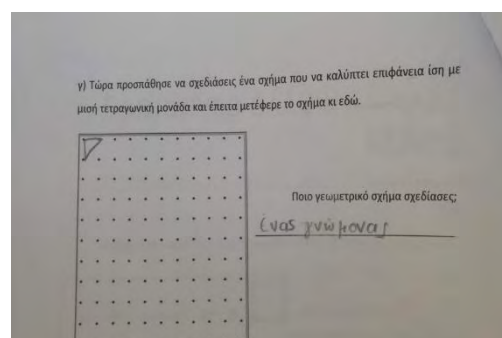 γ) Τώρα προσπάθησε να σχεδιάσεις ένα σχήμα που να καλύπτει επιφάνεια ίση με
μισή τετραγωνική μονάδα και έπειτα μετέφερε το σχήμα κι εδώ.
Ποιο γεωμετρικό σχήμα σχεδίασες;
ένας γνώμονας